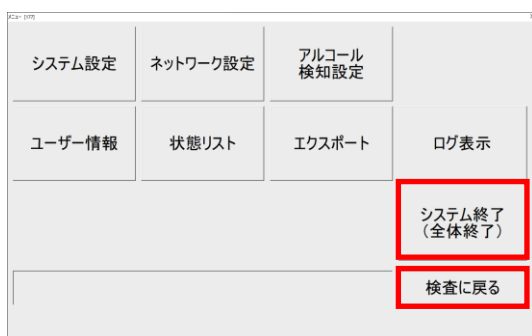 システム設定
ネットワーク設定
アルコール
検知設定
ユーザー情報
状態リスト
エクスポート
ログ表示
システム終了
（全体終了）
検査に戻る